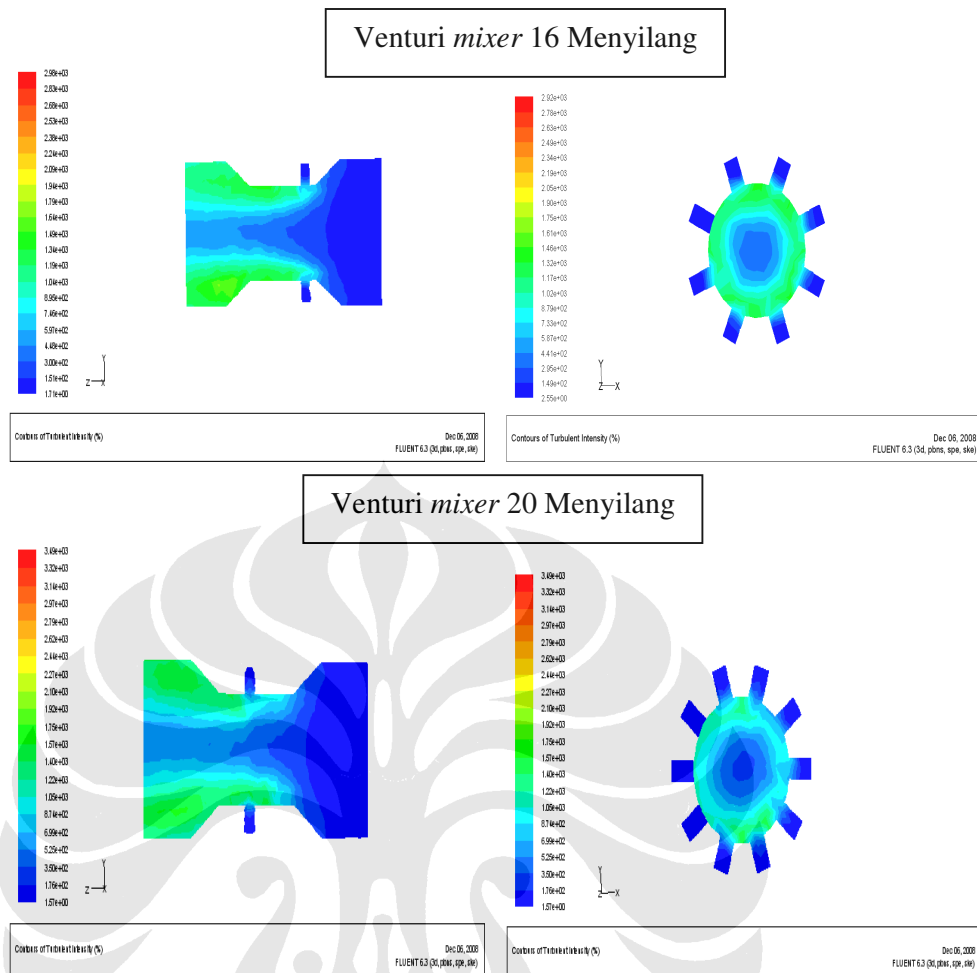 Venturi mixer 16 Menyilang
2.98e+03
2.83e+03
2.68e+03
2.53e+03
2.38e+03
2.24e+03
2.09e+03
1.94e+03
1.79e+03
1.64e+03
1.49e+03
1.34e+03
1.19e+03
1.04e+03
8.95e+02
7.46e+02
5.97e+02
4.48e+02
3.00e+02
1.51e+02
1.71e+00
Y
Z X
Contours of Turbulent Intensity (%)
Dec 06, 2008
FLUENT 6.3 (3d, pbns, spe, ske)
2.92e+03
2.78e+03
2.63e+03
2.49e+03
2.34e+03
2.19e+03
2.05e+03
1.90e+03
1.75e+03
1.61e+03
1.46e+03
1.32e+03
1.17e+03
1.02e+03
8.79e+02
7.33e+02
5.87e+02
4.41e+02
2.95e+02
1.49e+02
2.55e+00
Y
Z X
Contours of Turbulent Intensity (%)
Dec 06, 2008
FLUENT 6.3 (3d, pbns, spe, ske)
Venturi mixer 20 Menyilang
3.49e+03
3.32e+03
3.14e+03
2.97e+03
2.79e+03
2.62e+03
2.44e+03
2.27e+03
2.10e+03
1.92e+03
1.75e+03
1.57e+03
1.40e+03
1.22e+03
1.05e+03
8.74e+02
6.99e+02
5.25e+02
3.50e+02
1.76e+02
1.57e+00
Y
Z X
Contours of Turbulent Intensity (%)
Dec 06, 2008
FLUENT 6.3 (3d, pbns, spe, ske)
3.49e+03
3.32e+03
3.14e+03
2.97e+03
2.79e+03
2.62e+03
2.44e+03
2.27e+03
2.10e+03
1.92e+03
1.75e+03
1.57e+03
1.40e+03
1.22e+03
1.05e+03
8.74e+02
6.99e+02
5.25e+02
3.50e+02
1.76e+02
1.57e+00
Y
Z X
Contours of Turbulent Intensity (%)
Dec 06, 2008
FLUENT 6.3 (3d, pbns, spe, ske)